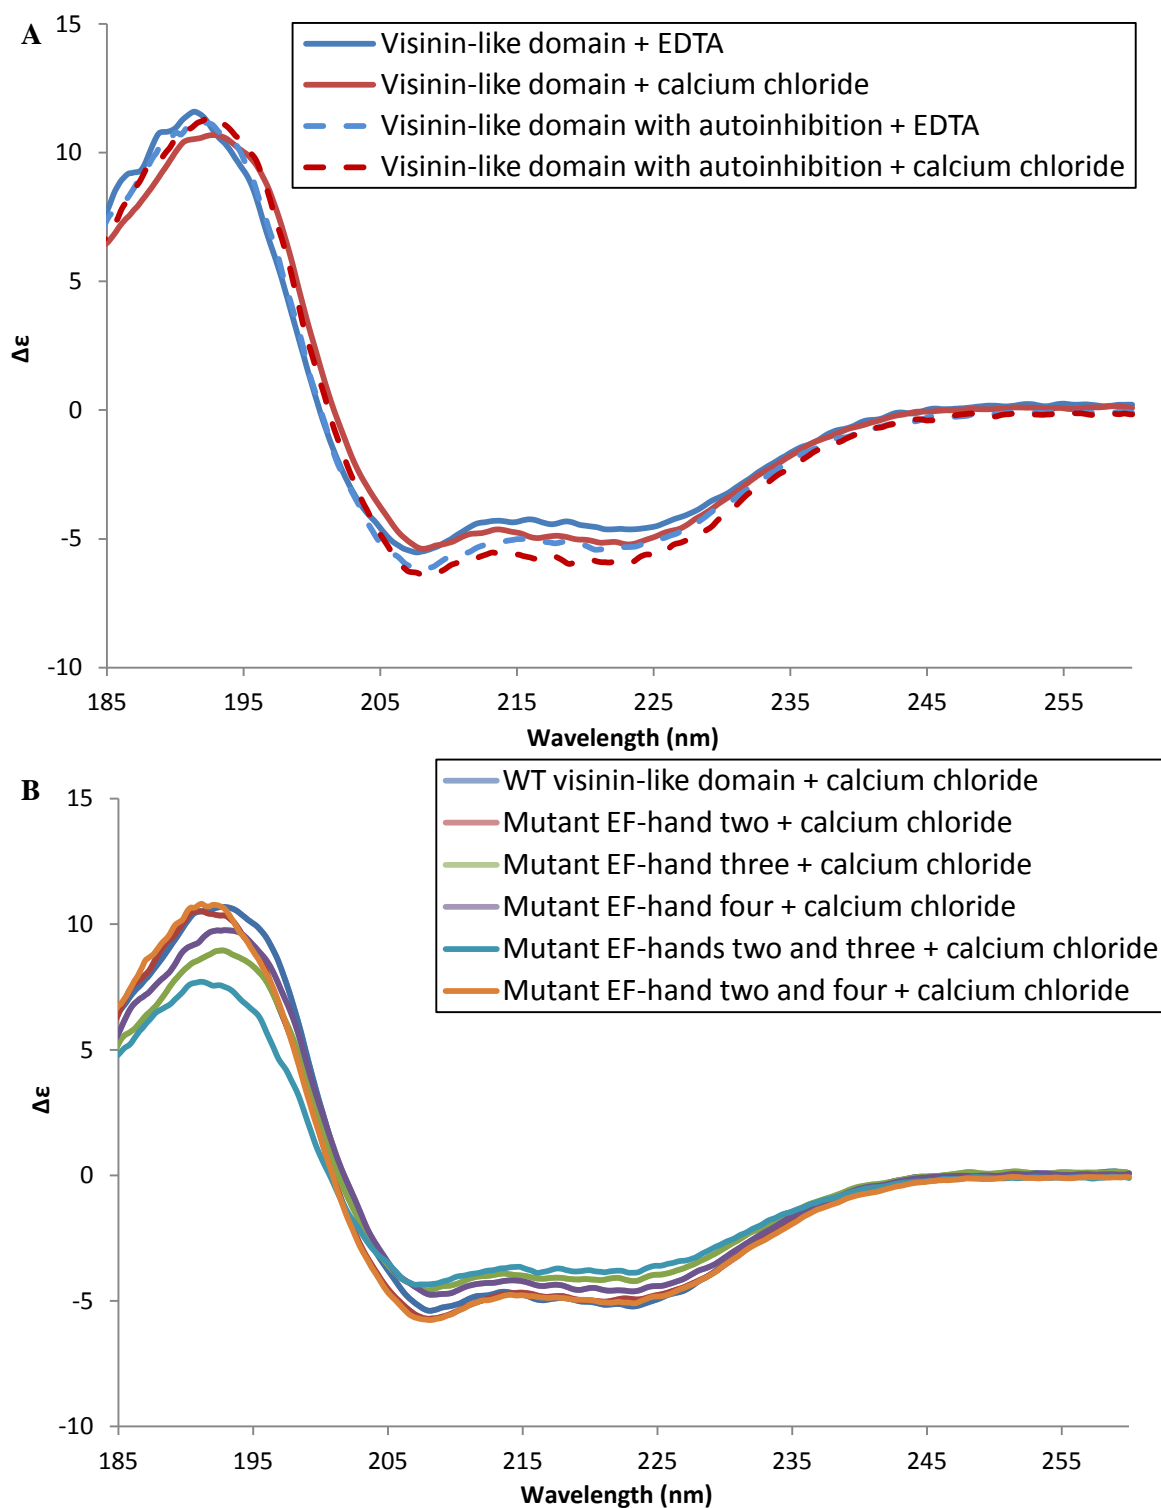 A
15
10
5
0
-5
-10
Δε
Visinin-like domain + EDTA
Visinin-like domain + calcium chloride
Visinin-like domain with autoinhibition + EDTA
Visinin-like domain with autoinhibition + calcium chloride
185 195 205 215 225 235 245 255
Wavelength (nm)
B
15
10
5
0
-5
-10
Δε
WT visinin-like domain + calcium chloride
Mutant EF-hand two + calcium chloride
Mutant EF-hand three + calcium chloride
Mutant EF-hand four + calcium chloride
Mutant EF-hands two and three + calcium chloride
Mutant EF-hand two and four + calcium chloride
185 195 205 215 225 235 245 255
Wavelength (nm)